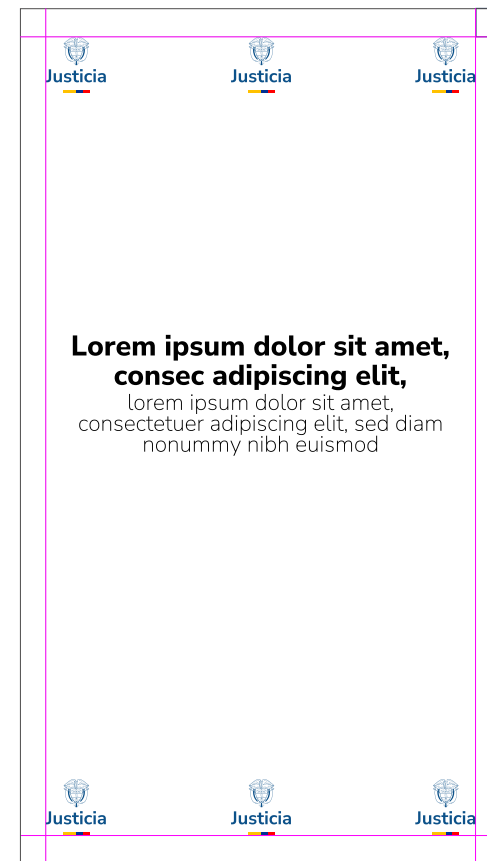 Justicia Justicia Justicia
Lorem ipsum dolor sit amet,
consec adipiscing elit,
lorem ipsum dolor sit amet,
consectetuer adipiscing elit, sed diam
nonummy nibh euismod
Justicia Justicia Justicia